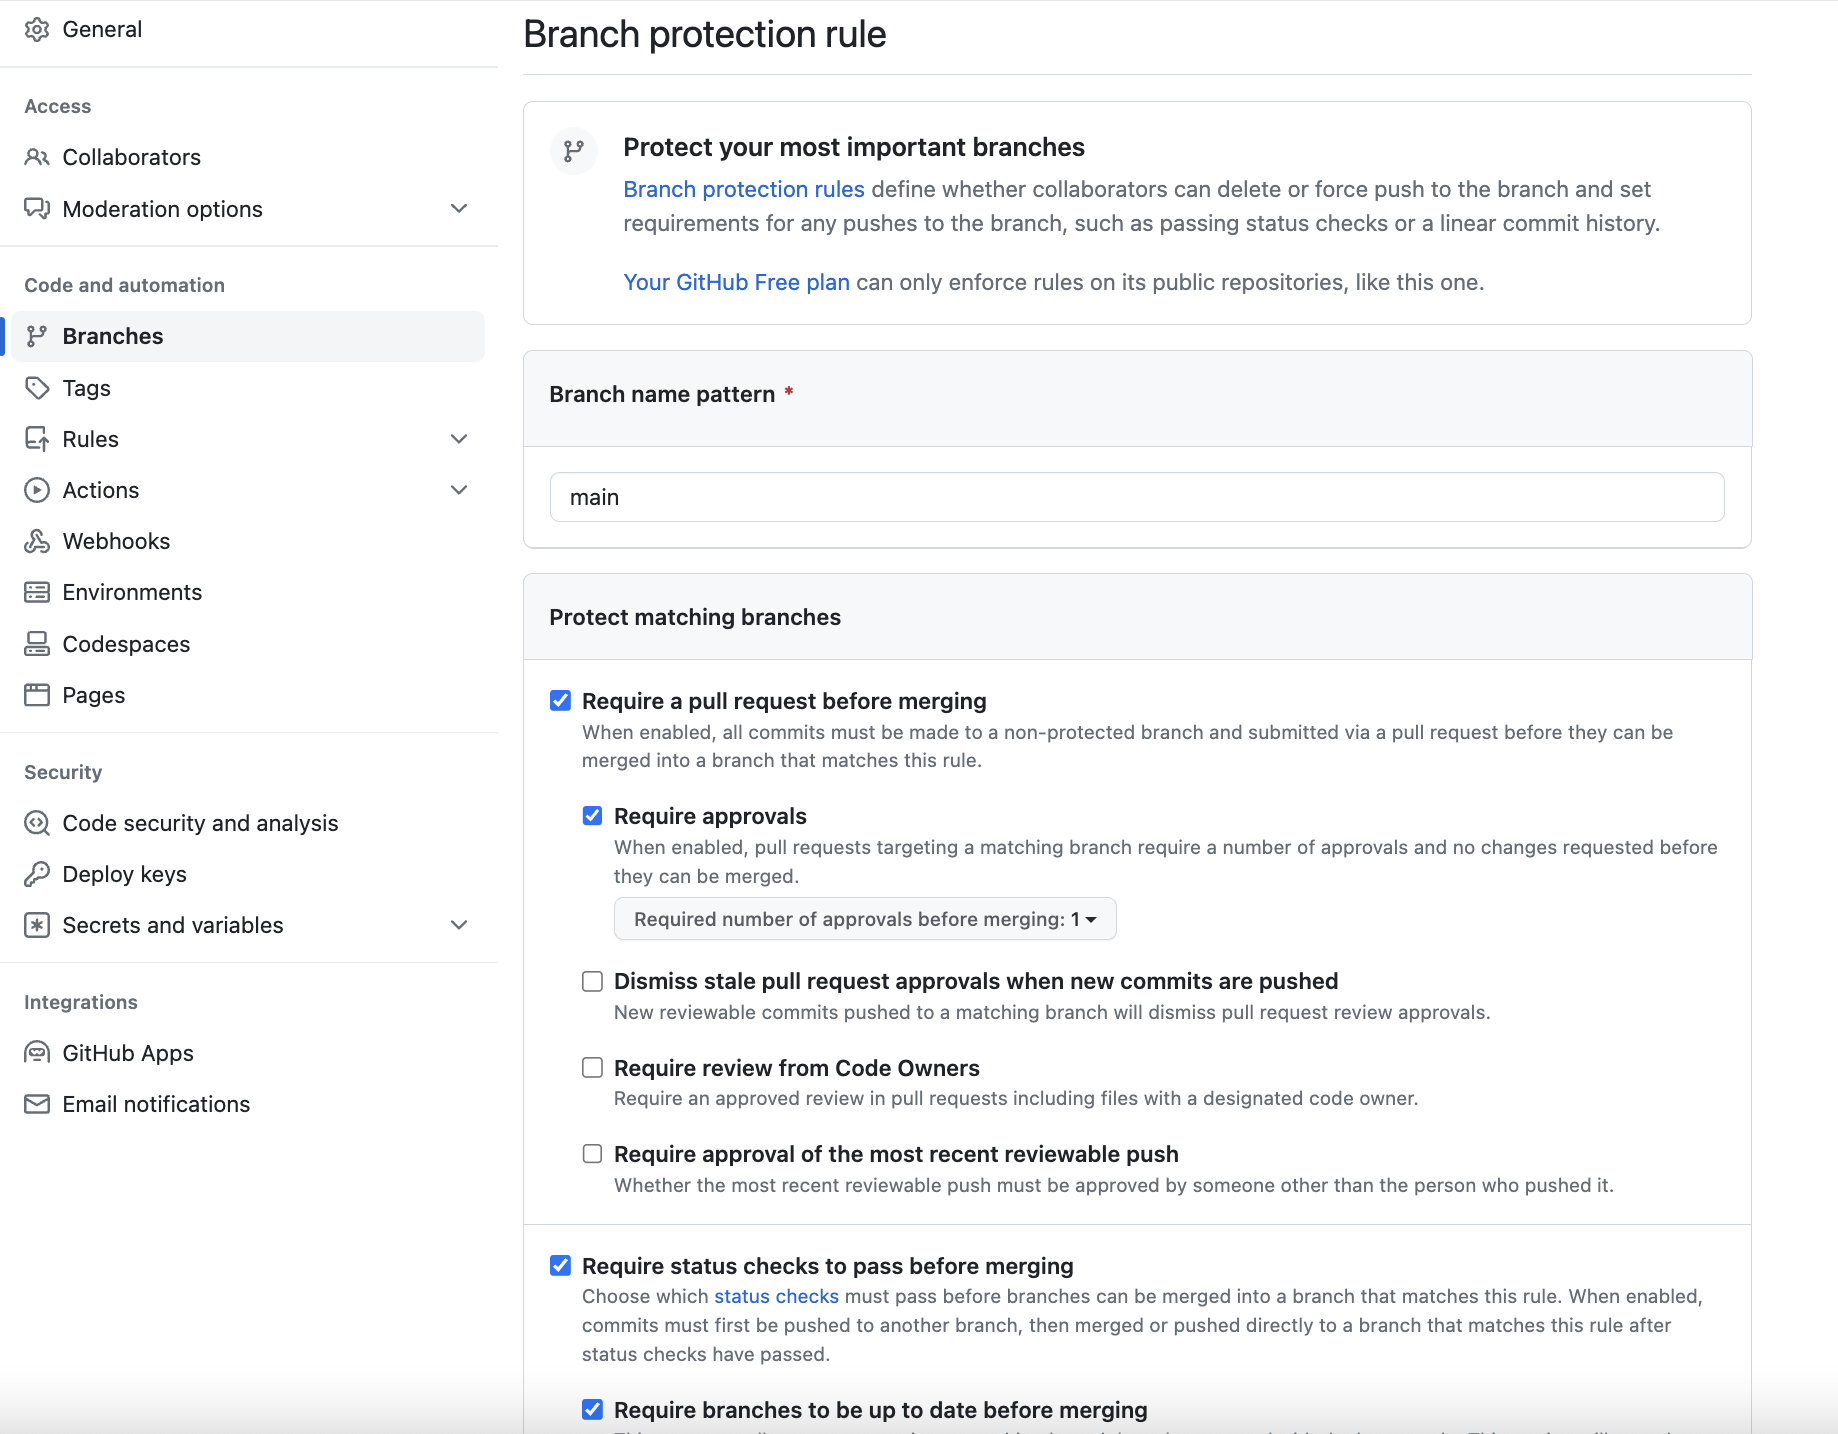 General
Access
Collaborators
Moderation options
Code and automation
Branches
Tags
Rules
Actions
Webhooks
Environments
Codespaces
Pages
Security
Code security and analysis
Deploy keys
Secrets and variables
Integrations
GitHub Apps
Email notifications
Branch protection rule
Protect your most important branches
Branch protection rules define whether collaborators can delete or force push to the branch and set
requirements for any pushes to the branch, such as passing status checks or a linear commit history.
Your GitHub Free plan can only enforce rules on its public repositories, like this one.
Branch name pattern *
main
Protect matching branches
Require a pull request before merging
When enabled, all commits must be made to a non-protected branch and submitted via a pull request before they can be
merged into a branch that matches this rule.
Require approvals
When enabled, pull requests targeting a matching branch require a number of approvals and no changes requested before
they can be merged.
Required number of approvals before merging: 1
Dismiss stale pull request approvals when new commits are pushed
New reviewable commits pushed to a matching branch will dismiss pull request review approvals.
Require review from Code Owners
Require an approved review in pull requests including files with a designated code owner.
Require approval of the most recent reviewable push
Whether the most recent reviewable push must be approved by someone other than the person who pushed it.
Require status checks to pass before merging
Choose which status checks must pass before branches can be merged into a branch that matches this rule. When enabled,
commits must first be pushed to another branch, then merged or pushed directly to a branch that matches this rule after
status checks have passed.
Require branches to be up to date before merging